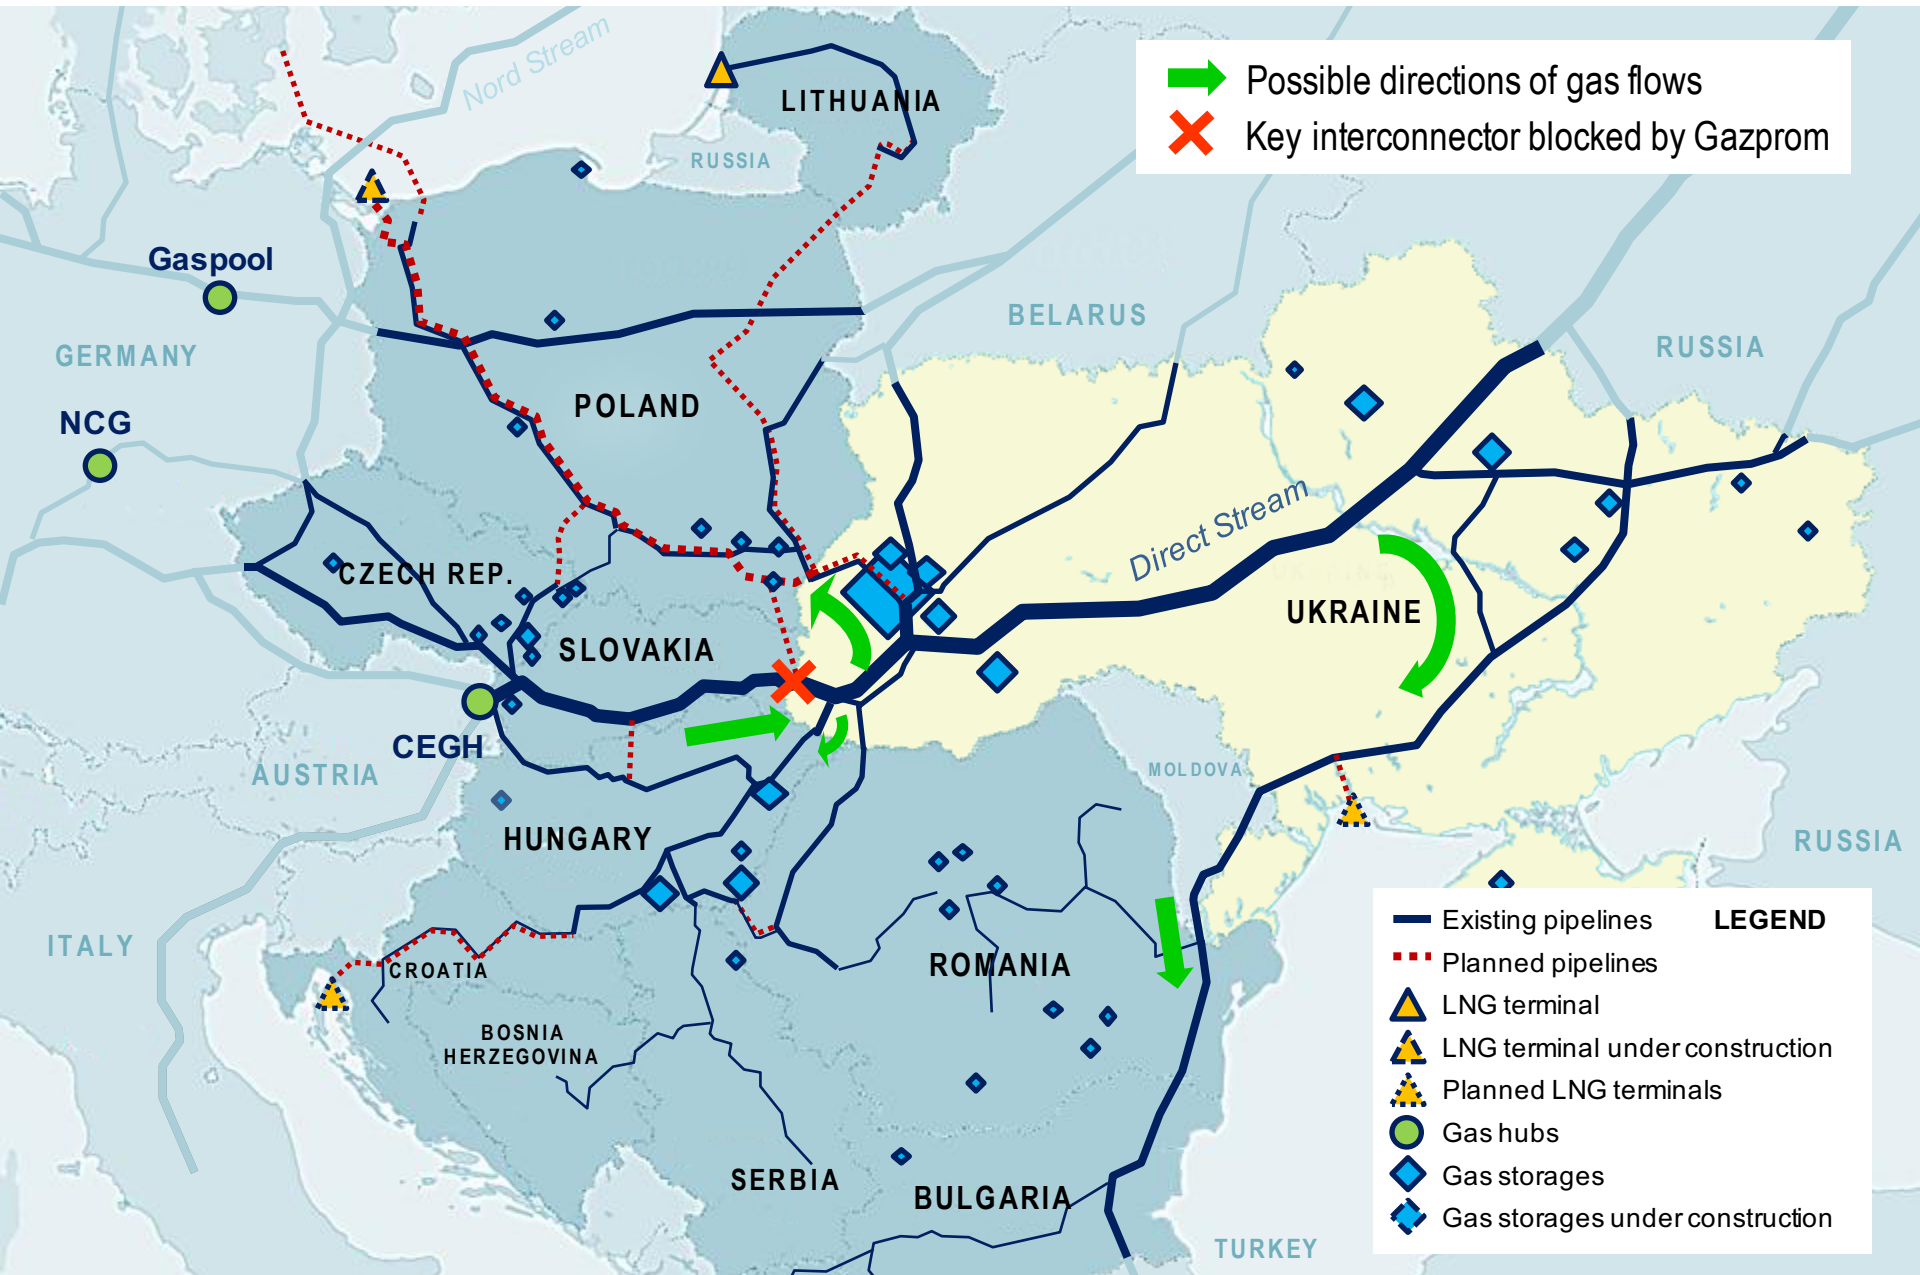 Nord Stream
LITHUANIA
RUSSIA
Possible directions of gas flows
Key interconnector blocked by Gazprom
Gaspool
GERMANY
BELARUS
RUSSIA
NCG
POLAND
Direct Stream
CZECH REP.
UKRAINE
SLOVAKIA
CEGH
AUSTRIA
MOLDOVA
HUNGARY
RUSSIA
ITALY
CROATIA
ROMANIA
BOSNIA
HERZEGOVINA
SERBIA
BULGARIA
TURKEY
Existing pipelines LEGEND
Planned pipelines
LNG terminal
LNG terminal under construction
Planned LNG terminals
Gas hubs
Gas storages
Gas storages under construction